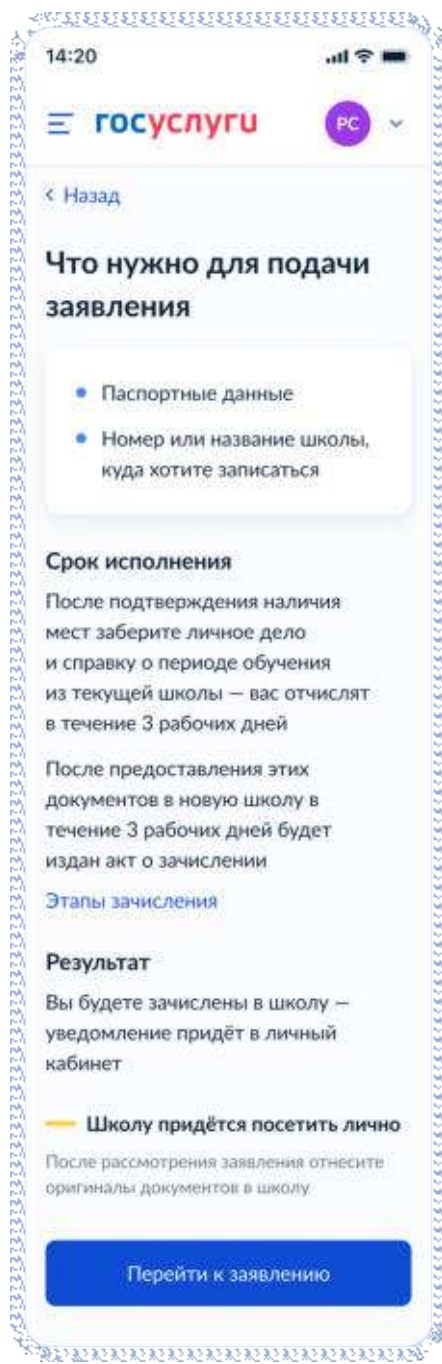 14:20
госуслуги
РС
Назад
Что нужно для подачи
заявления
Паспортные данные
Номер или название школы,
куда хотите записаться
Срок исполнения
После подтверждения наличия
мест заберите личное дело
и справку о периоде обучения
из текущей школы — вас отчислят
в течение 3 рабочих дней
После предоставления этих
документов в новую школу в
течение 3 рабочих дней будет
издан акт о зачислении
Этапы зачисления
Результат
Вы будете зачислены в школу —
уведомление придёт в личный
кабинет
Школу придётся посетить лично
После рассмотрения заявления отнесите
оригиналы документов в школу
Перейти к заявлению